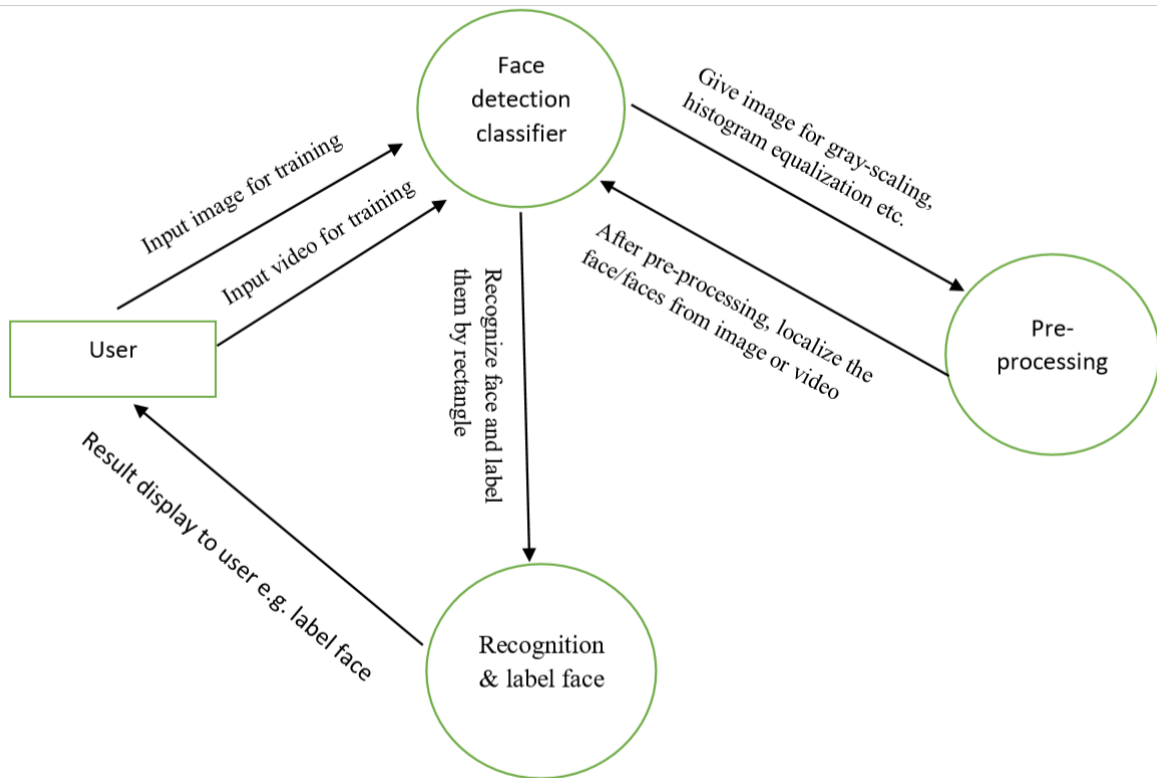 Face
detection
classifier
Give image for gray-scaling,
histogram equalization etc.
Input image for training
Input video for training
After pre-processing, localize the
face/faces from image or video
Recognize face and label
them by rectangle
User
Pre-
processing
Result display to user e.g. label face
Recognition
& label face